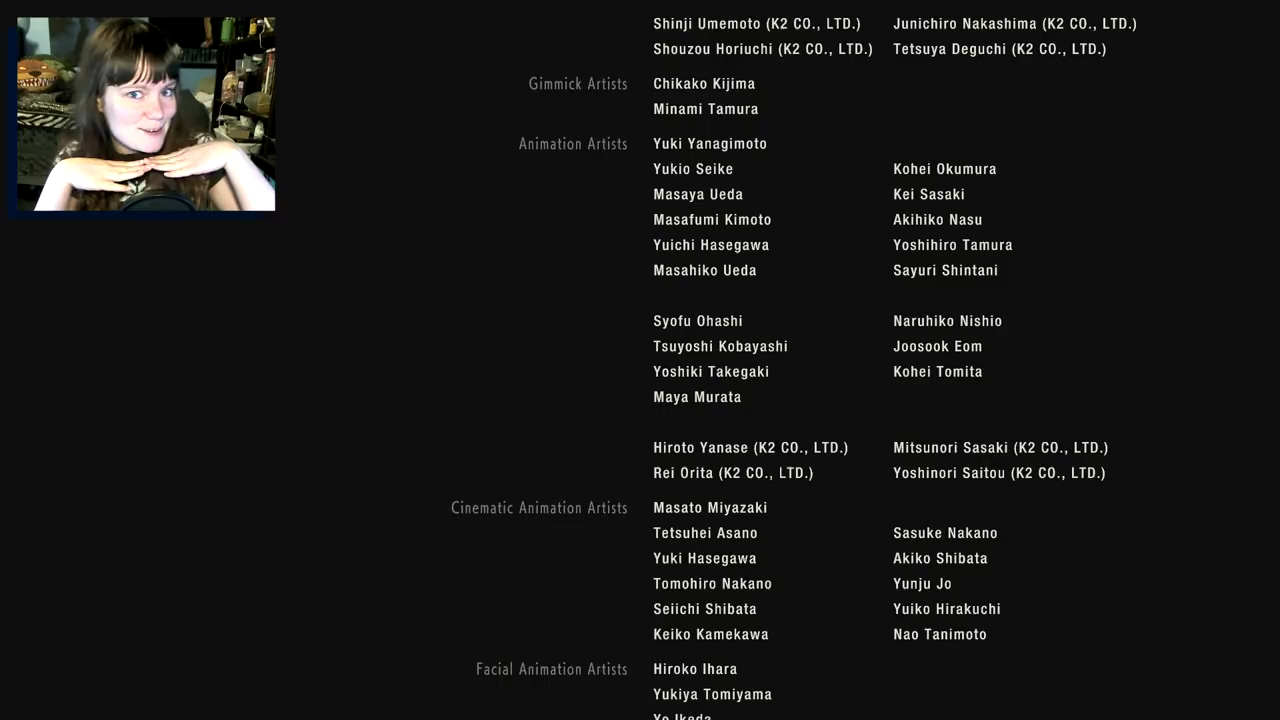 Shinji Umemoto (K2 CO., LTD.) Junichiro Nakashima (K2 CO., LTD.)
Shouzou Horiuchi (K2 CO., LTD.) Tetsuya Deguchi (K2 CO., LTD.)
Gimmick Artists Chikako Kijima
Minami Tamura
Animation Artists Yuki Yanagimoto
Yukio Seike Kohei Okumura
Masaya Ueda Kei Sasaki
Masafumi Kimoto Akihiko Nasu
Yuichi Hasegawa Yoshihiro Tamura
Masahiko Ueda Sayuri Shintani
Syofu Ohashi Naruhiko Nishio
Tsuyoshi Kobayashi Joosook Eom
Yoshiki Takegaki Kohei Tomita
Maya Murata
Hiroto Yanase (K2 CO., LTD.) Mitsunori Sasaki (K2 CO., LTD.)
Rei Orita (K2 CO., LTD.) Yoshinori Saitou (K2 CO., LTD.)
Cinematic Animation Artists Masato Miyazaki
Tetsuhei Asano Sasuke Nakano
Yuki Hasegawa Akiko Shibata
Tomohiro Nakano Yunju Jo
Seiichi Shibata Yuiko Hirakuchi
Keiko Kamekawa Nao Tanimoto
Facial Animation Artists Hiroko Ihara
Yukiya Tomiyama
Yo Ikeda